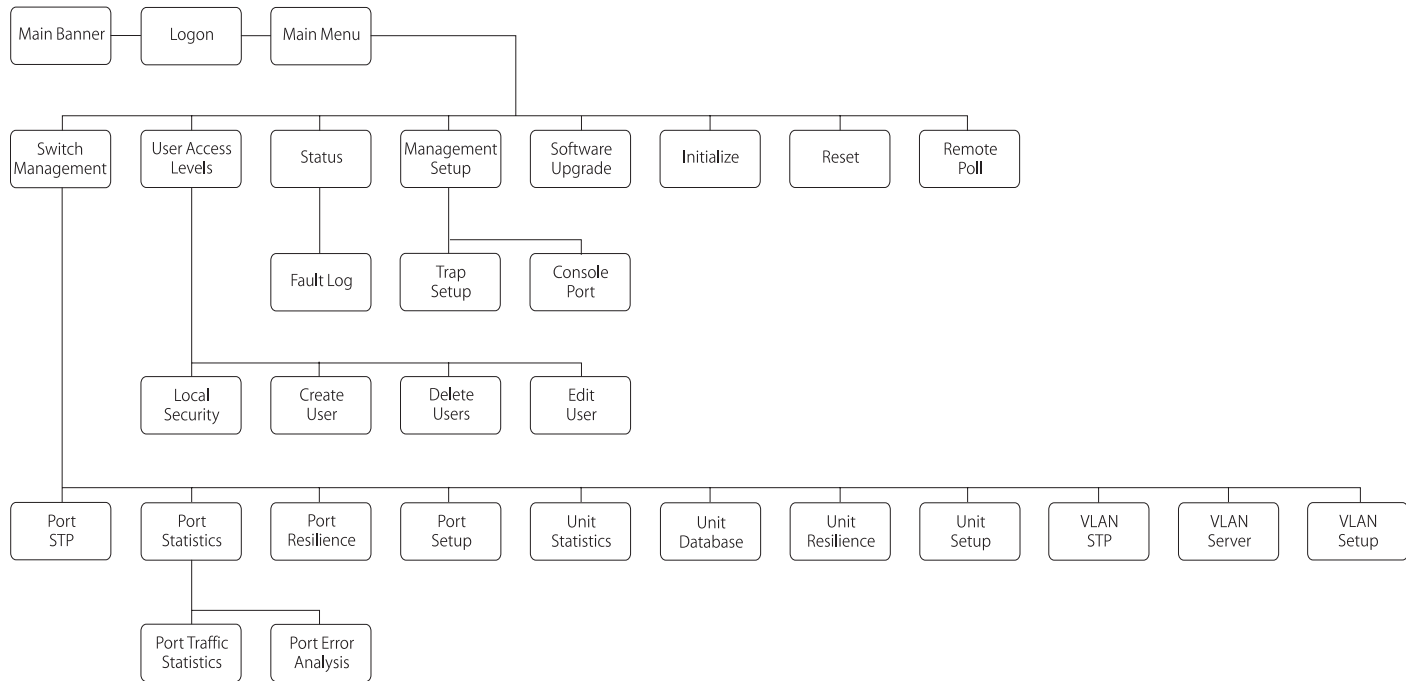 Main Banner
Logon
Main Menu
Switch
Management
User Access
Levels
Status
Management
Setup
Software
Upgrade
Initialize
Reset
Remote
Poll
Fault Log
Trap
Setup
Console
Port
Local
Security
Create
User
Delete
Users
Edit
User
Port
STP
Port
Statistics
Port
Resilience
Port
Setup
Unit
Statistics
Unit
Database
Unit
Resilience
Unit
Setup
VLAN
STP
VLAN
Server
VLAN
Setup
Port Traffic
Statistics
Port Error
Analysis